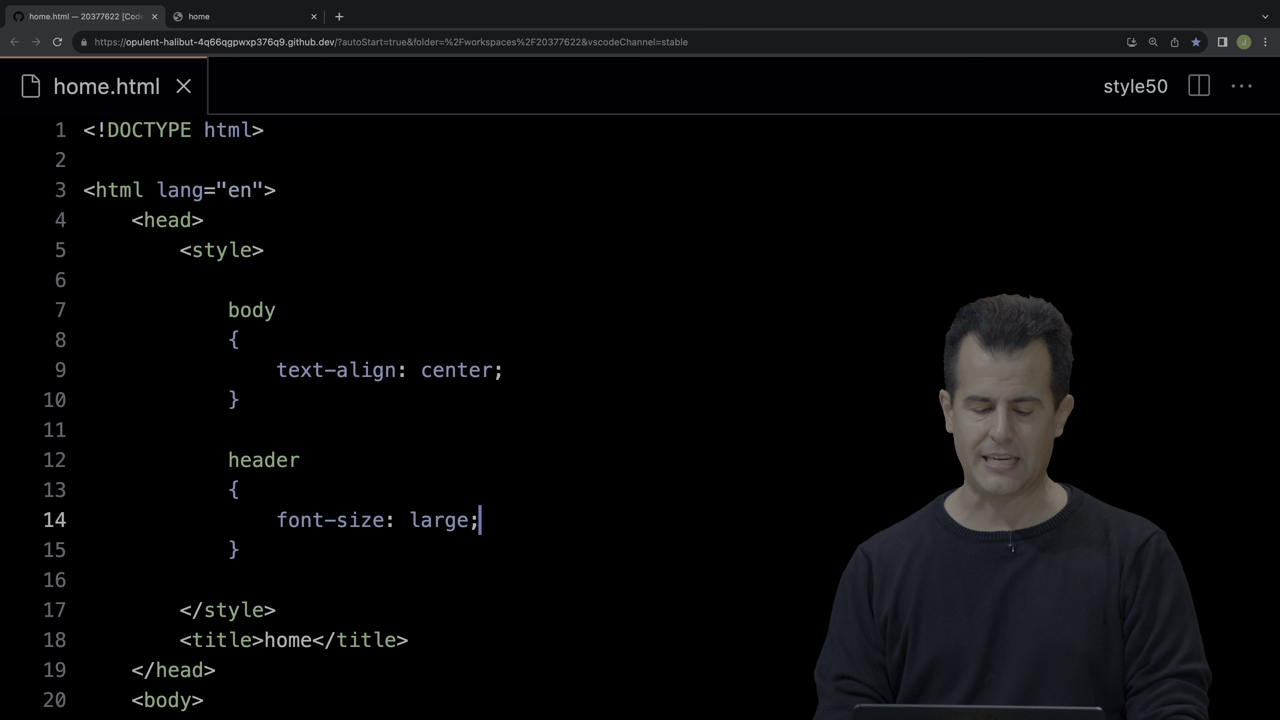 home.html — 20377622 [Code
home
https://opulent-halibut-4q66qgpwxp376q9.github.dev/?autoStart=true&folder=%2Fworkspaces%2F20377622&vscodeChannel=stable
J
home.html
style50
1 <!DOCTYPE html>
2
3 <html lang="en">
4 <head>
5 <style>
6
7 body
8 {
9 text-align: center;
10 }
11
12 header
13 {
14 font-size: large;
15 }
16
17 </style>
18 <title>home</title>
19 </head>
20 <body>